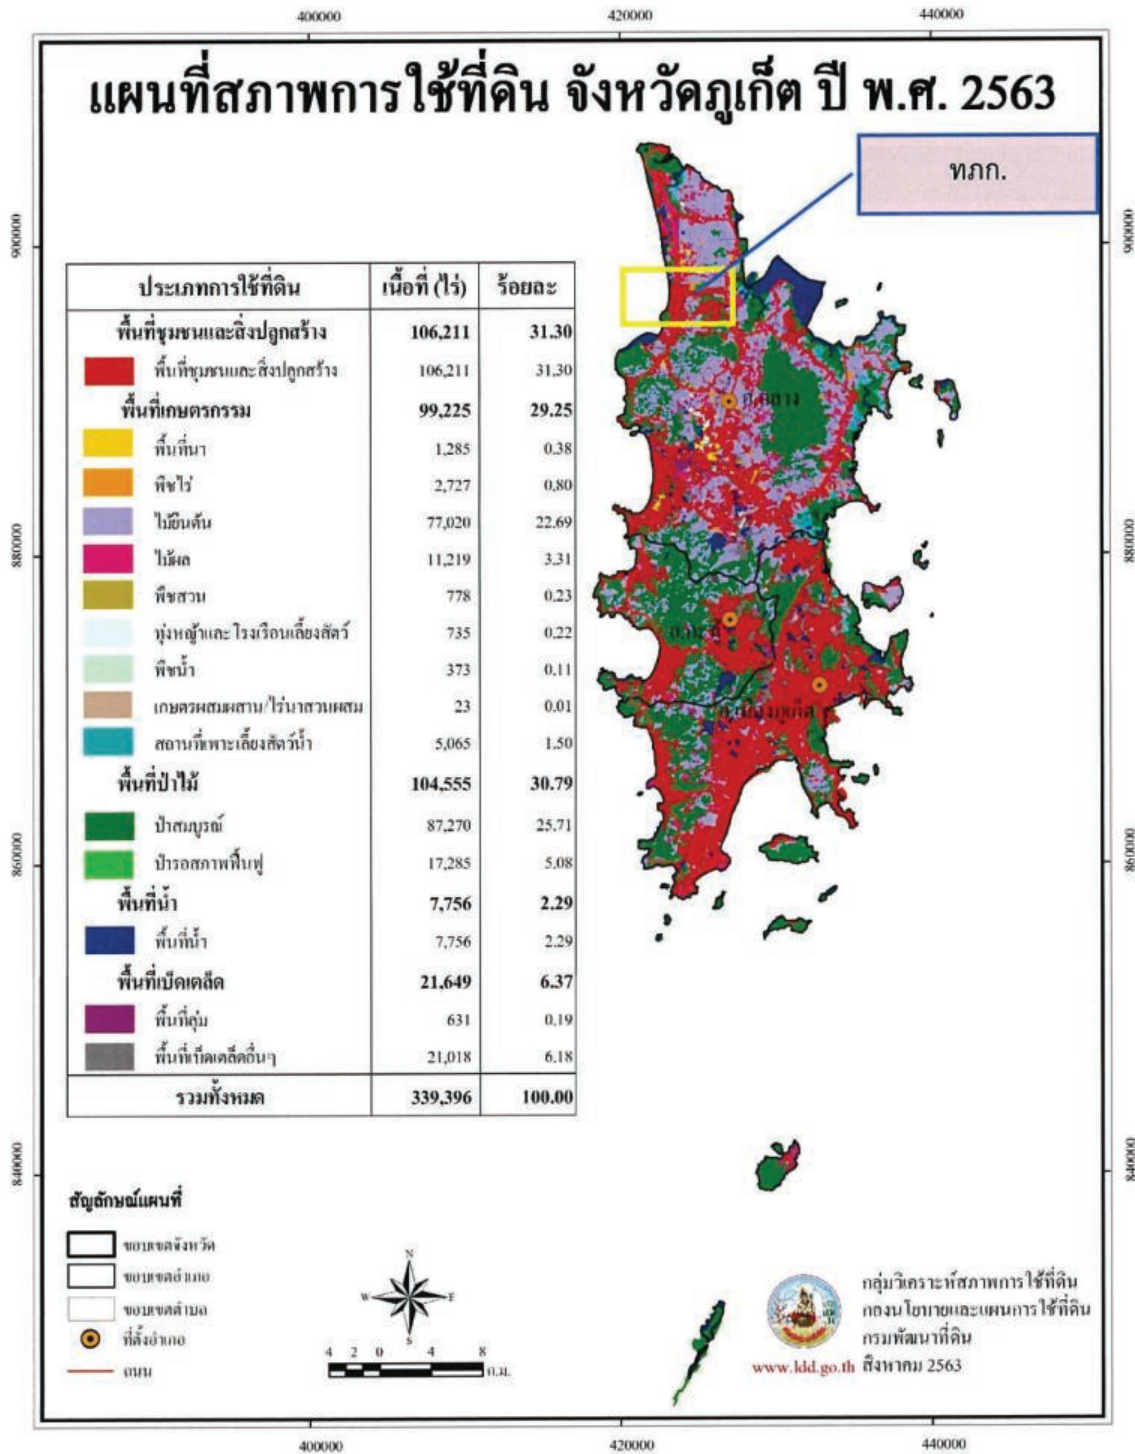 400000 420000 440000
แผนที่สภาพการใช้ที่ดิน จังหวัดภูเก็ต ปี พ.ศ. 2563
ทภก.
900000 900000
ประเภทการใช้ที่ดิน เนื้อที่ (ไร่) ร้อยละ
พื้นที่ชุมชนและสิ่งปลูกสร้าง 106,211 31.30
พื้นที่ชุมชนและสิ่งปลูกสร้าง 106,211 31.30
พื้นที่เกษตรกรรม 99,225 29.25
พื้นที่นา 1,285 0.38
พืชไร่ 2,727 0.80
ไม้ยืนต้น 77,020 22.69
ไม้ผล 11,219 3.31
พืชสวน 778 0.23
ทุ่งหญ้าและโรงเรือนเลี้ยงสัตว์ 735 0.22
พืชน้ำ 373 0.11
เกษตรผสมผสาน/ไร่นาสวนผสม 23 0.01
สถานที่เพาะเลี้ยงสัตว์น้ำ 5,065 1.50
พื้นที่ป่าไม้ 104,555 30.79
ป่าสมบูรณ์ 87,270 25.71
ป่ารอสภาพฟื้นฟู 17,285 5.08
พื้นที่น้ำ 7,756 2.29
พื้นที่น้ำ 7,756 2.29
พื้นที่เบ็ดเตล็ด 21,649 6.37
พื้นที่ลุ่ม 631 0.19
พื้นที่เบ็ดเตล็ดอื่นๆ 21,018 6.18
รวมทั้งหมด 339,396 100.00
อ.ถลาง
880000 880000
อ.เมืองภูเก็ต
860000 860000
840000 840000
สัญลักษณ์แผนที่
ขอบเขตจังหวัด
ขอบเขตอำเภอ
ขอบเขตตำบล
ที่ตั้งอำเภอ
ถนน
N
W E
S
4 2 0 4 8
ก.ม.
กลุ่มวิเคราะห์สภาพการใช้ที่ดิน
กองนโยบายและแผนการใช้ที่ดิน
กรมพัฒนาที่ดิน
www.ldd.go.th สิงหาคม 2563
400000 420000 440000